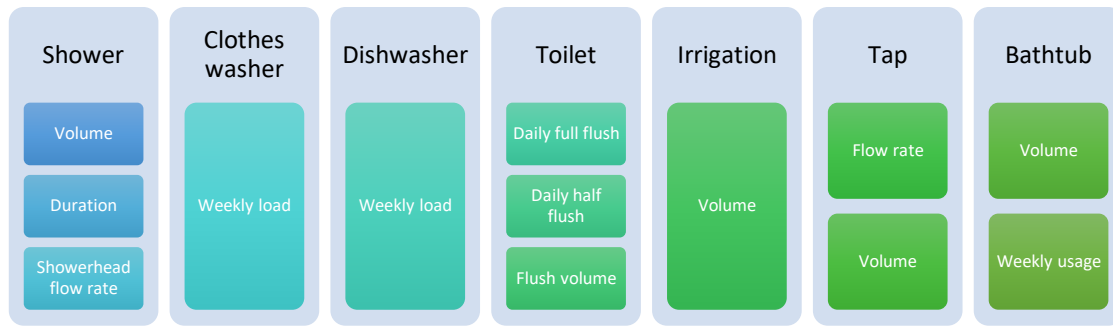 Shower
Volume
Duration
Showerhead
flow rate
Clothes
washer
Weekly load
Dishwasher
Weekly load
Toilet
Daily full flush
Daily half
flush
Flush volume
Irrigation
Volume
Tap
Flow rate
Volume
Bathtub
Volume
Weekly usage